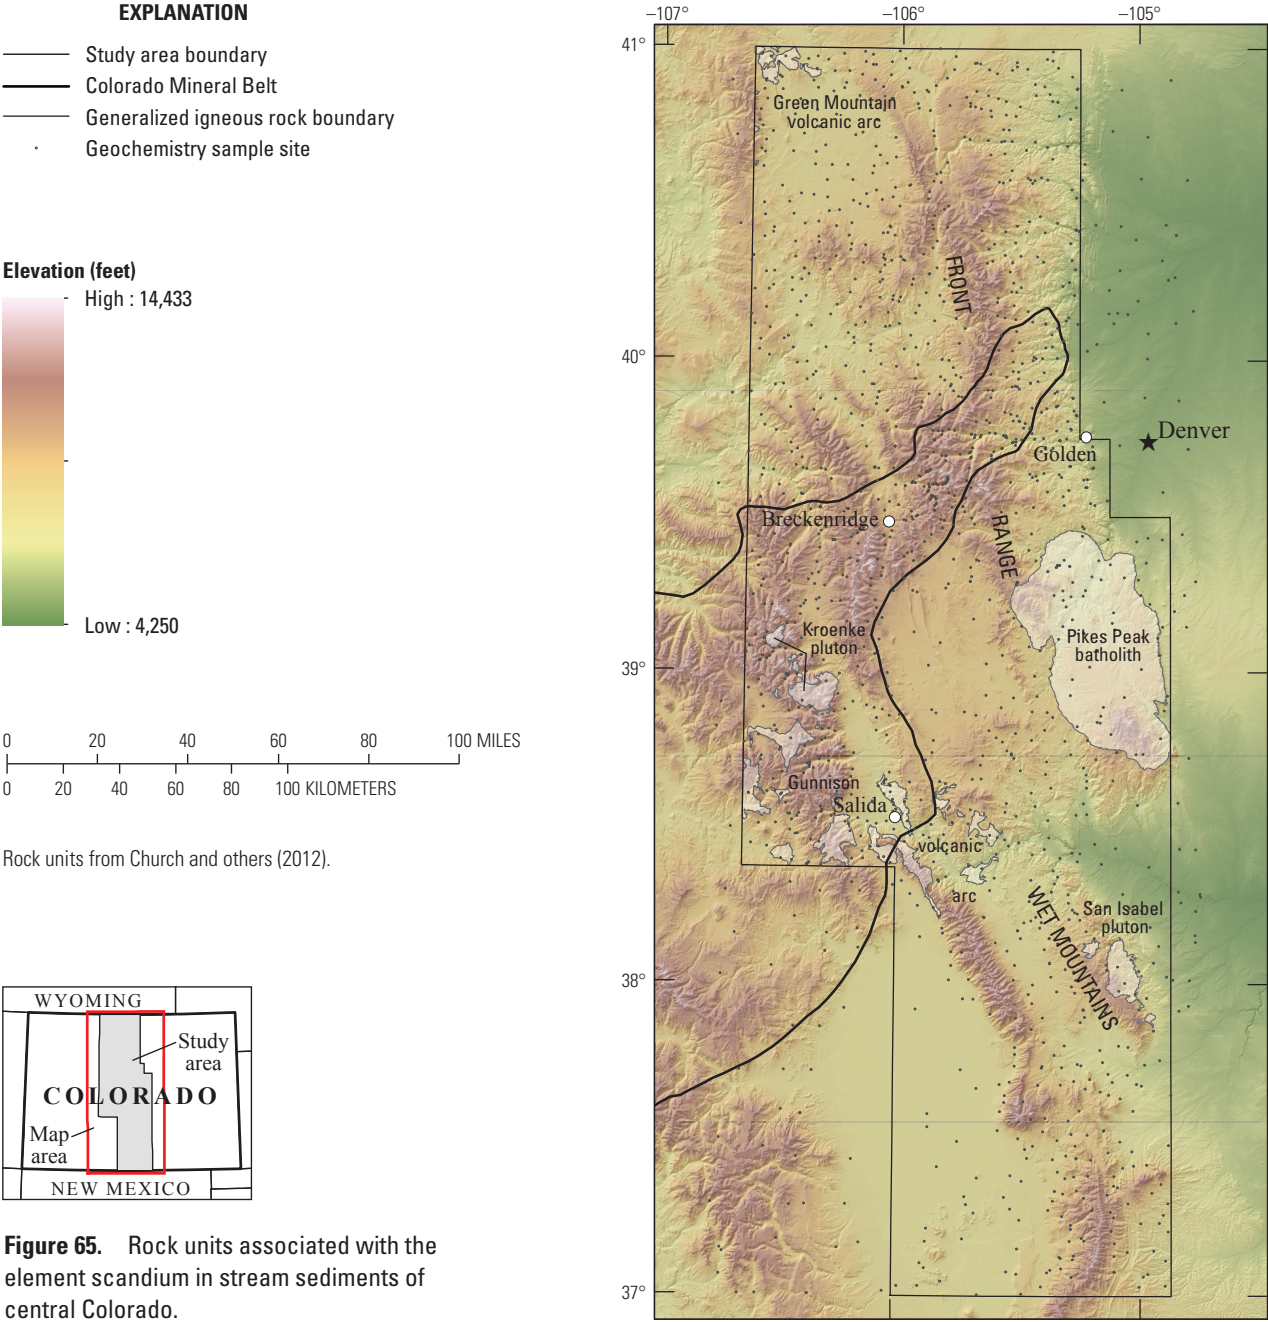 EXPLANATION
Study area boundary
Colorado Mineral Belt
Generalized igneous rock boundary
Geochemistry sample site
Elevation (feet)
High : 14,433
Low : 4,250
0 20 40 60 80 100 MILES
0 20 40 60 80 100 KILOMETERS
Rock units from Church and others (2012).
WYOMING
Study
area
COLORADO
Map
area
NEW MEXICO
Figure 65. Rock units associated with the
element scandium in stream sediments of
central Colorado.
–107° –106° –105°
41°
Green Mountain
volcanic arc
FRONT
40°
Denver
Golden
Breckenridge
RANGE
Kroenke
pluton
Pikes Peak
batholith
39°
Gunnison
Salida
volcanic
arc
WET MOUNTAINS
San Isabel
pluton
38°
37°